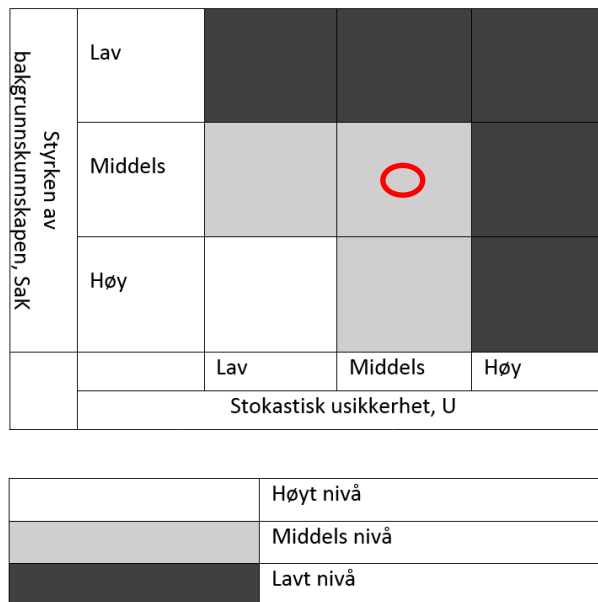 Styrken av
bakgrunnskunnskapen, SaK
Lav
Middels
Høy
Lav Middels Høy
Stokastisk usikkerhet, U
Høyt nivå
Middels nivå
Lavt nivå